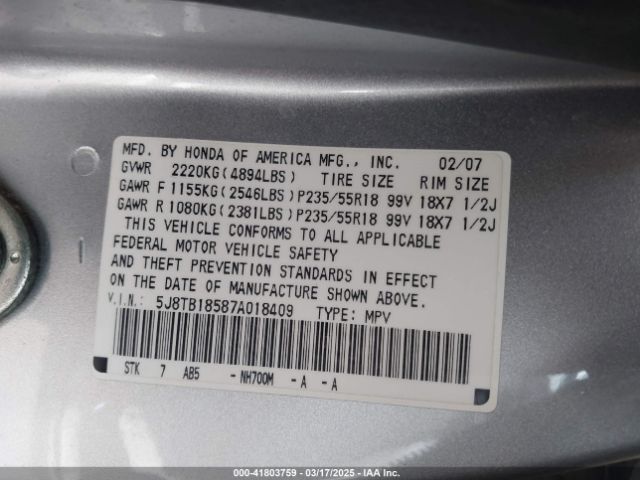 MFD. BY HONDA OF AMERICA MFG., INC. 02/07
GVWR 2220KG(4894LBS) TIRE SIZE RIM SIZE
GAWR F 1155KG(2546LBS) P235/55R18 99V 18X7 1/2J
GAWR R 1080KG(2381LBS) P235/55R18 99V 18X7 1/2J
THIS VEHICLE CONFORMS TO ALL APPLICABLE
FEDERAL MOTOR VEHICLE SAFETY
AND THEFT PREVENTION STANDARDS IN EFFECT
ON THE DATE OF MANUFACTURE SHOWN ABOVE.
V.I.N.: 5J8TB18587A018409 TYPE: MPV
STK 7 AB5 - NH700M - A - A
00-41803759 | 03/17/2025 | IAA Inc.